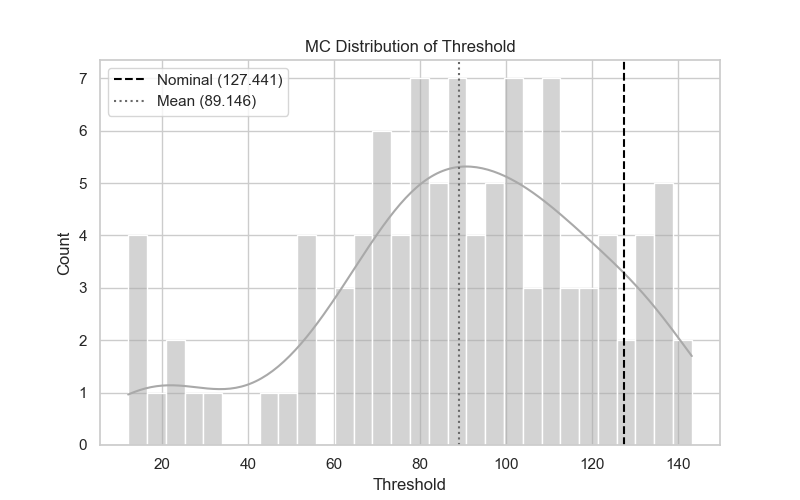 MC Distribution of Threshold
Nominal (127.441)
Mean (89.146)
7
6
5
4
3
2
1
0
Count
20 40 60 80 100 120 140
Threshold